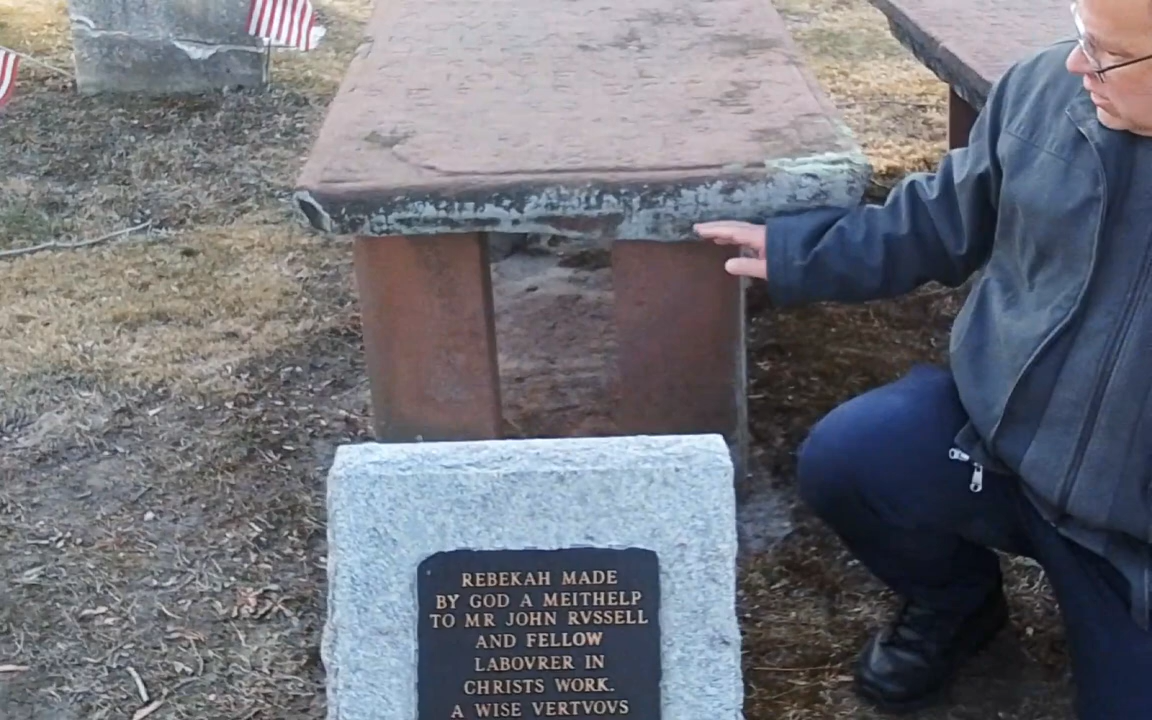 REBEKAH MADE
BY GOD A MEITHELP
TO MR JOHN RVSSELL
AND FELLOW
LABOVRER IN
CHRISTS WORK.
A WISE VERTVOVS